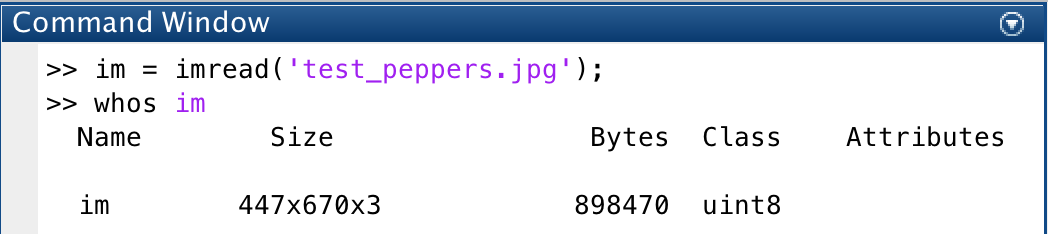 Command Window
>> im = imread('test_peppers.jpg');
>> whos im
Name Size Bytes Class Attributes
im 447x670x3 898470 uint8